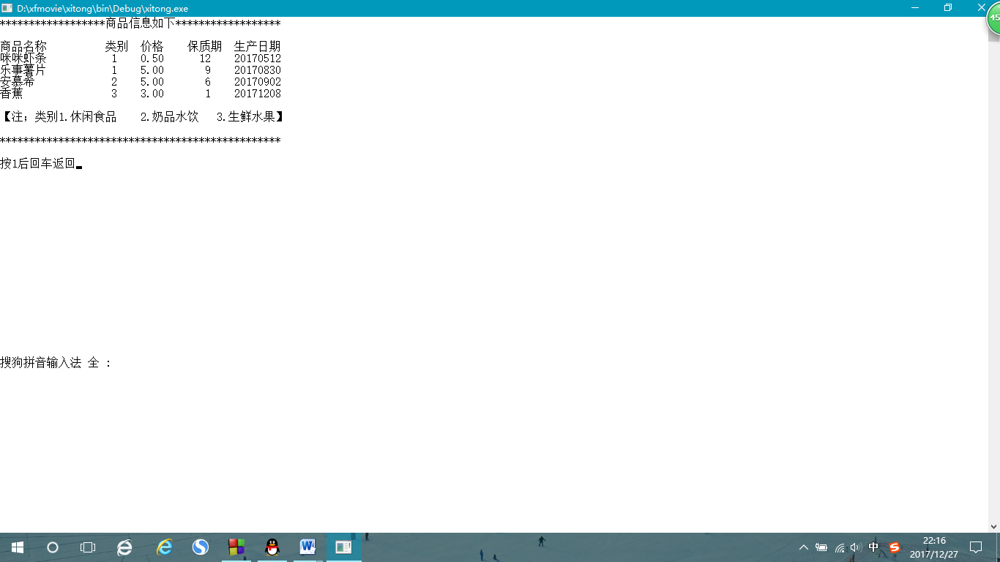 D:\xfmovie\xitong\bin\Debug\xitong.exe
45
******************商品信息如下******************
商品名称 类别 价格 保质期 生产日期
咪咪虾条 1 0.50 12 20170512
乐事薯片 1 5.00 9 20170830
安慕希 2 5.00 6 20170902
香蕉 3 3.00 1 20171208
【注：类别1.休闲食品 2.奶品水饮 3.生鲜水果】
************************************************
按1后回车返回
搜狗拼音输入法 全 :
中
22:16
2017/12/27